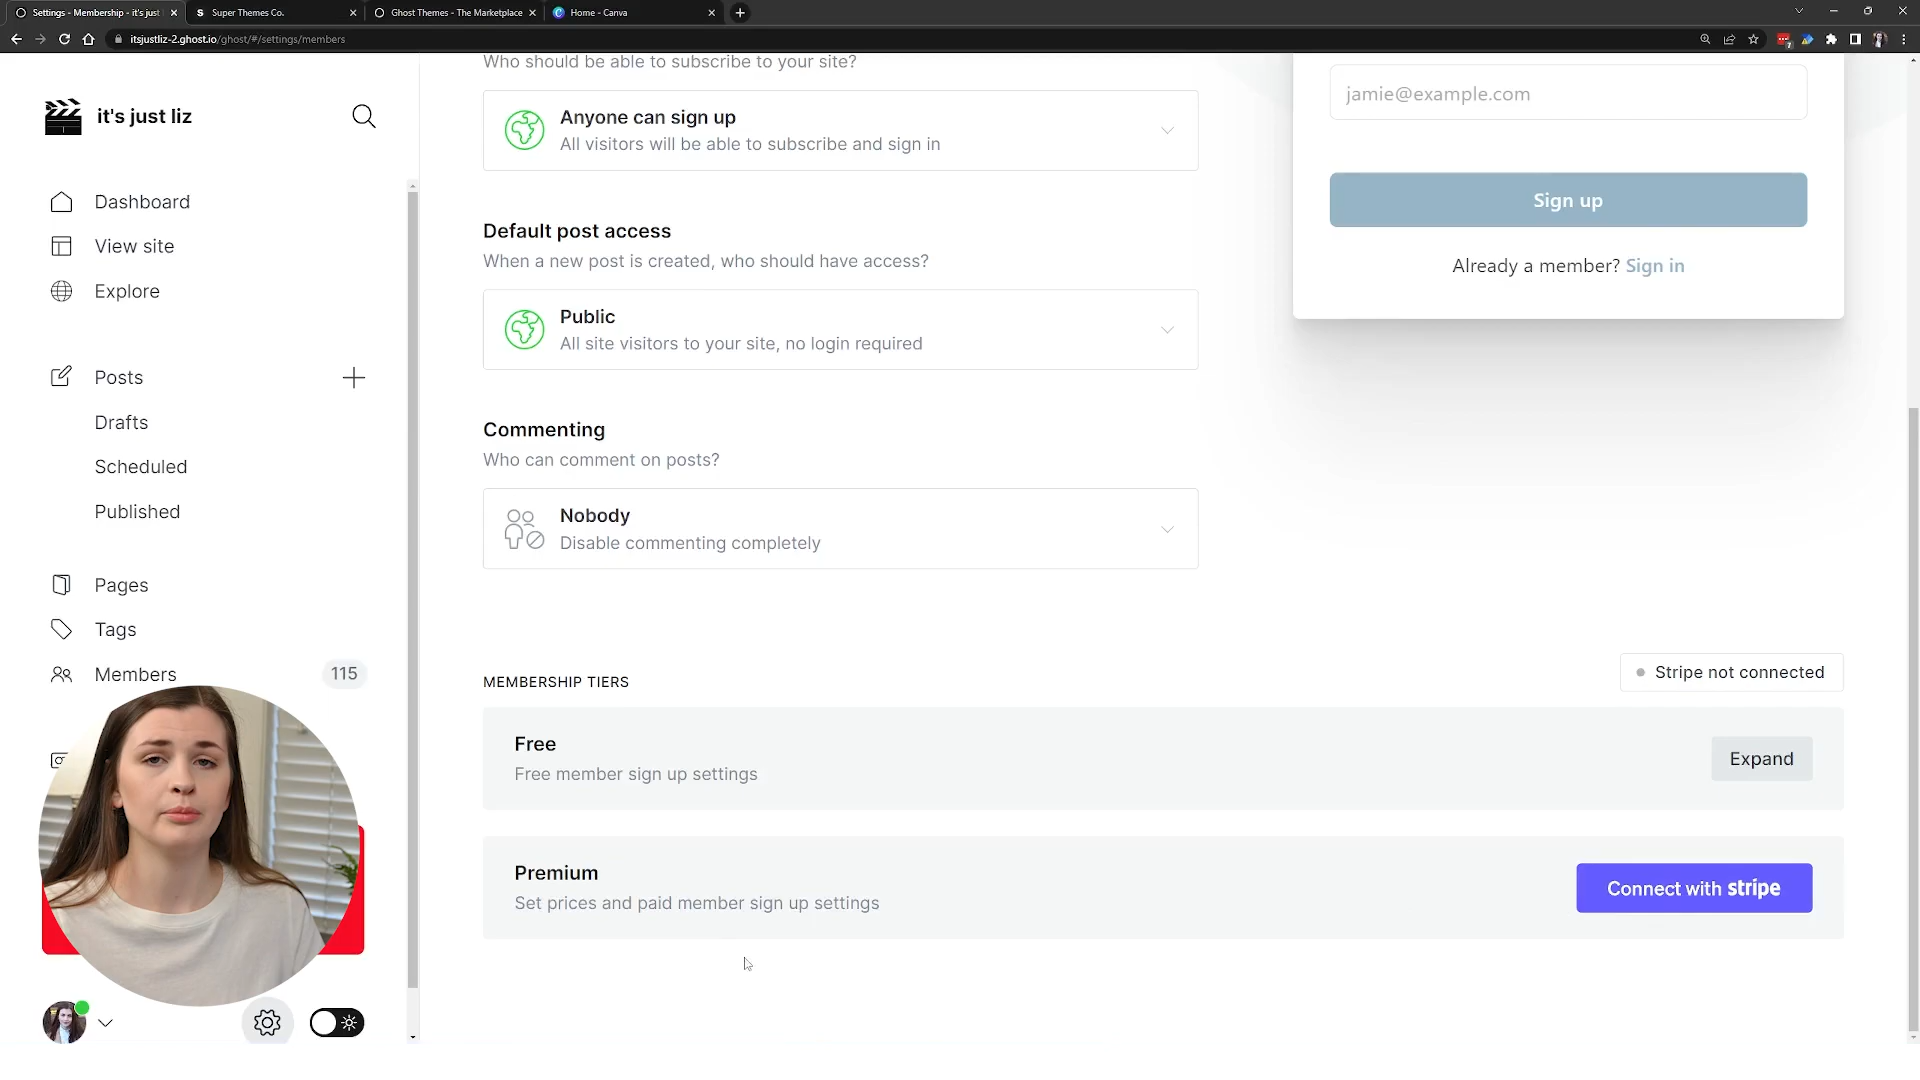 Settings - Membership - it's just
Super Themes Co.
Ghost Themes - The Marketplace
Home - Canva
itsjustliz-2.ghost.io/ghost/#/settings/members
it's just liz
Dashboard
View site
Explore
Posts
Drafts
Scheduled
Published
Pages
Tags
Members
115
Who should be able to subscribe to your site?
Anyone can sign up
All visitors will be able to subscribe and sign in
Default post access
When a new post is created, who should have access?
Public
All site visitors to your site, no login required
Commenting
Who can comment on posts?
Nobody
Disable commenting completely
jamie@example.com
Sign up
Already a member? Sign in
MEMBERSHIP TIERS
Stripe not connected
Free
Free member sign up settings
Expand
Premium
Set prices and paid member sign up settings
Connect with stripe